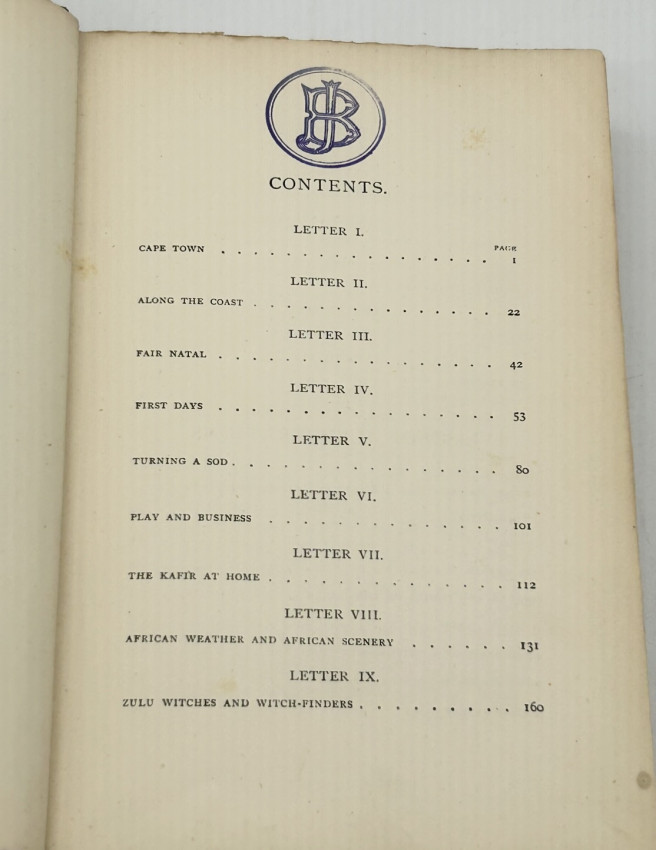 JB
CONTENTS.
LETTER I.
PAGE
CAPE TOWN . . . . . . . . . . . . . . . . . 1
LETTER II.
ALONG THE COAST . . . . . . . . . . . . . . . 22
LETTER III.
FAIR NATAL . . . . . . . . . . . . . . . . . 42
LETTER IV.
FIRST DAYS . . . . . . . . . . . . . . . . . 53
LETTER V.
TURNING A SOD . . . . . . . . . . . . . . . . 80
LETTER VI.
PLAY AND BUSINESS . . . . . . . . . . . . . . 101
LETTER VII.
THE KAFIR AT HOME . . . . . . . . . . . . . . 112
LETTER VIII.
AFRICAN WEATHER AND AFRICAN SCENERY . . . . . . 131
LETTER IX.
ZULU WITCHES AND WITCH-FINDERS . . . . . . . . . 160